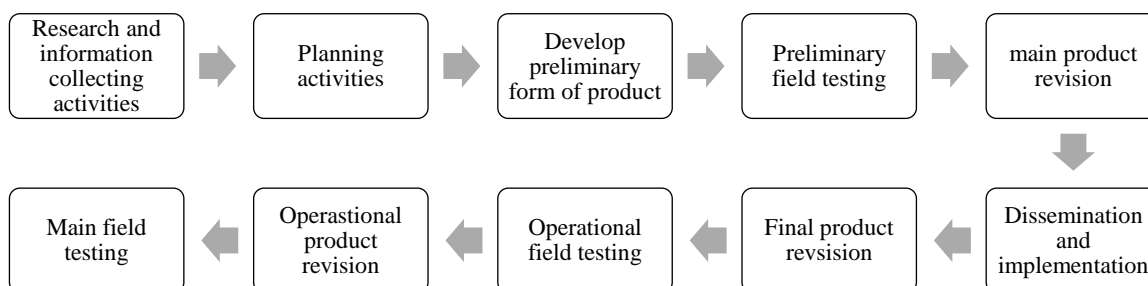 Research and
information
collecting
activities
Planning
activities
Develop
preliminary
form of product
Preliminary
field testing
main product
revision
Dissemination
and
implementation
Final product
revsision
Operational
field testing
Operastional
product
revision
Main field
testing